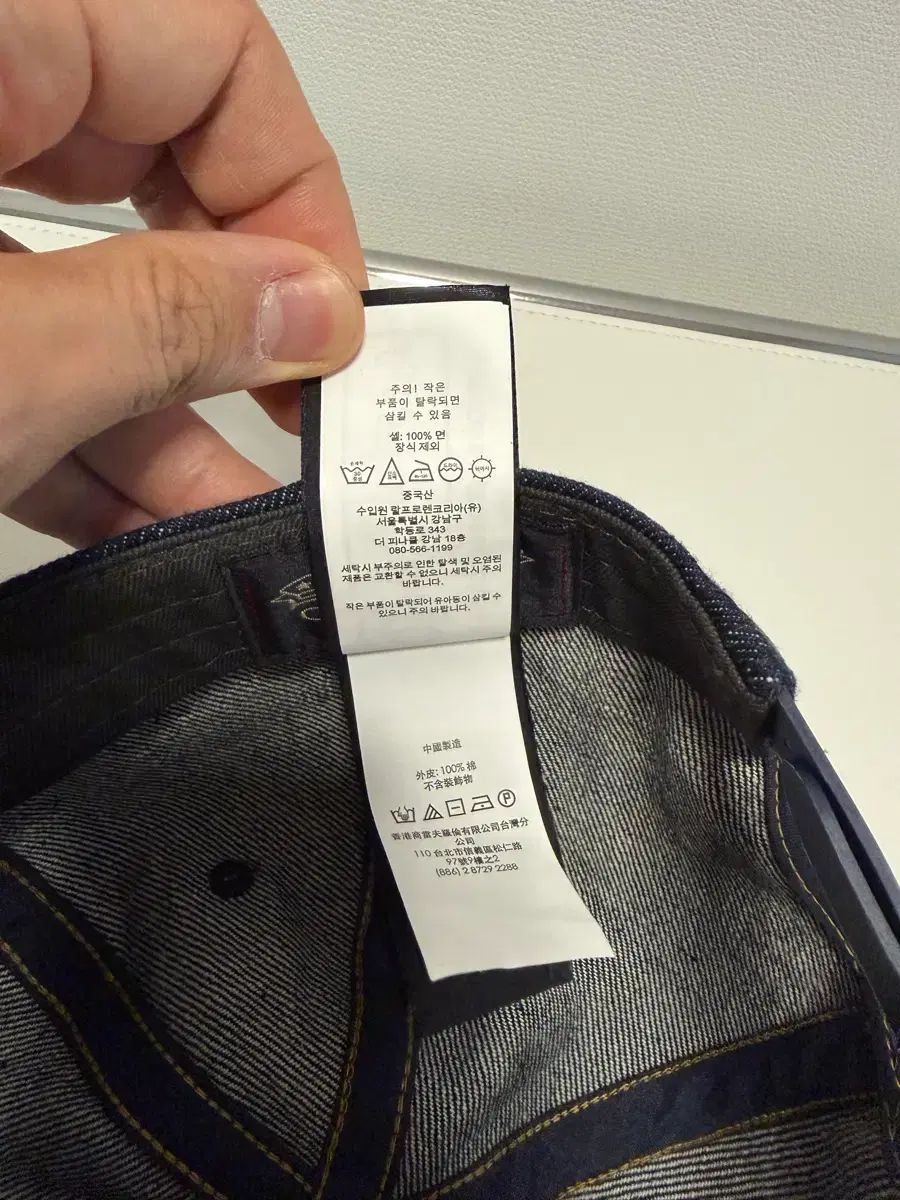 주의! 작은
부품이 탈락되면
삼킬 수 있음
셀: 100% 면
장식 제외
중국산
수입원 랄프로렌코리아(유)
서울특별시 강남구
학동로 343
더 피나클 강남 18층
080-566-1199
세탁시 부주의로 인한 탈색 및 오염된
제품은 교환할 수 없으니 세탁시 주의
바랍니다.
작은 부품이 탈락되어 유아동이 삼킬 수
있으니 주의 바랍니다.
中國製造
外皮: 100% 棉
不含裝飾物
P
香港商當夫羅倫有限公司台灣分
公司
110 台北市信義區松仁路
97號9樓之2
(886) 2 8729 2288